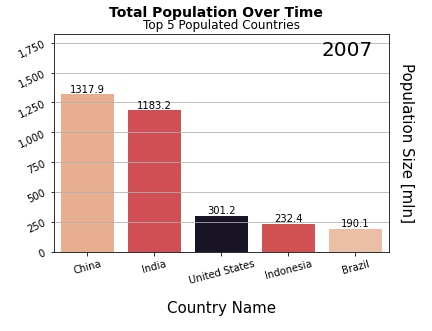 Total Population Over Time
Top 5 Populated Countries
2007
1,750
1,500
1,250
1,000
750
500
250
0
1317.9
1183.2
301.2
232.4
190.1
China
India
United States
Indonesia
Brazil
Country Name
Population Size [mln]